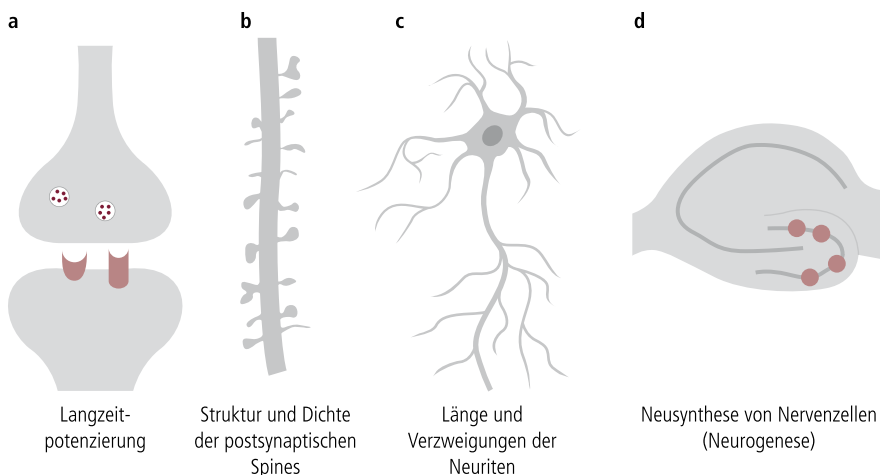 a
b
c
d
Langzeit-
potenzierung
Struktur und Dichte
der postsynaptischen
Spines
Länge und
Verzweigungen der
Neuriten
Neusynthese von Nervenzellen
(Neurogenese)